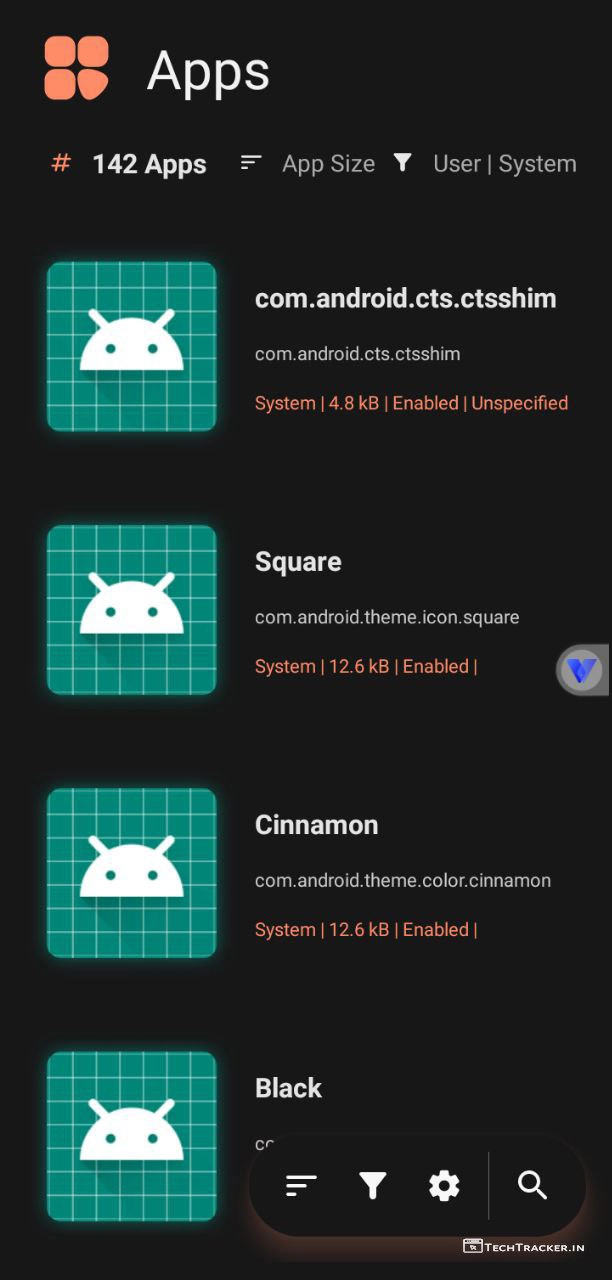 Apps
# 142 Apps App Size User | System
com.android.cts.ctsshim
com.android.cts.ctsshim
System | 4.8 kB | Enabled | Unspecified
Square
com.android.theme.icon.square
System | 12.6 kB | Enabled |
Cinnamon
com.android.theme.color.cinnamon
System | 12.6 kB | Enabled |
Black
TECHTRACKER.IN